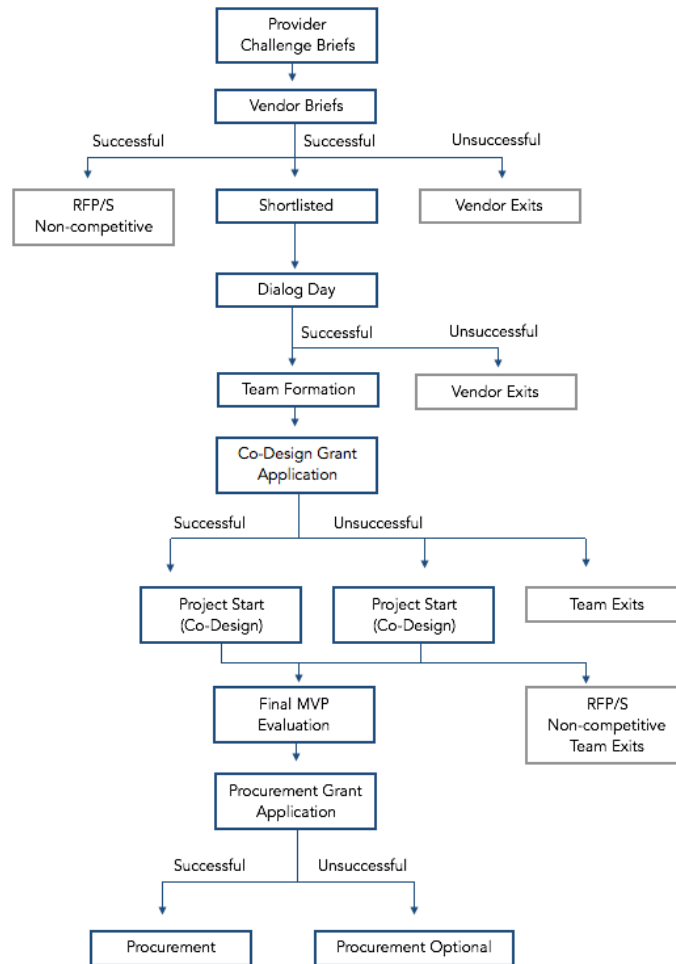 Provider
Challenge Briefs
Vendor Briefs
Successful
Successful
Unsuccessful
RFP/S
Non-competitive
Shortlisted
Vendor Exits
Dialog Day
Successful
Unsuccessful
Team Formation
Vendor Exits
Co-Design Grant
Application
Successful
Unsuccessful
Project Start
(Co-Design)
Project Start
(Co-Design)
Team Exits
Final MVP
Evaluation
RFP/S
Non-competitive
Team Exits
Procurement Grant
Application
Successful
Unsuccessful
Procurement
Procurement Optional